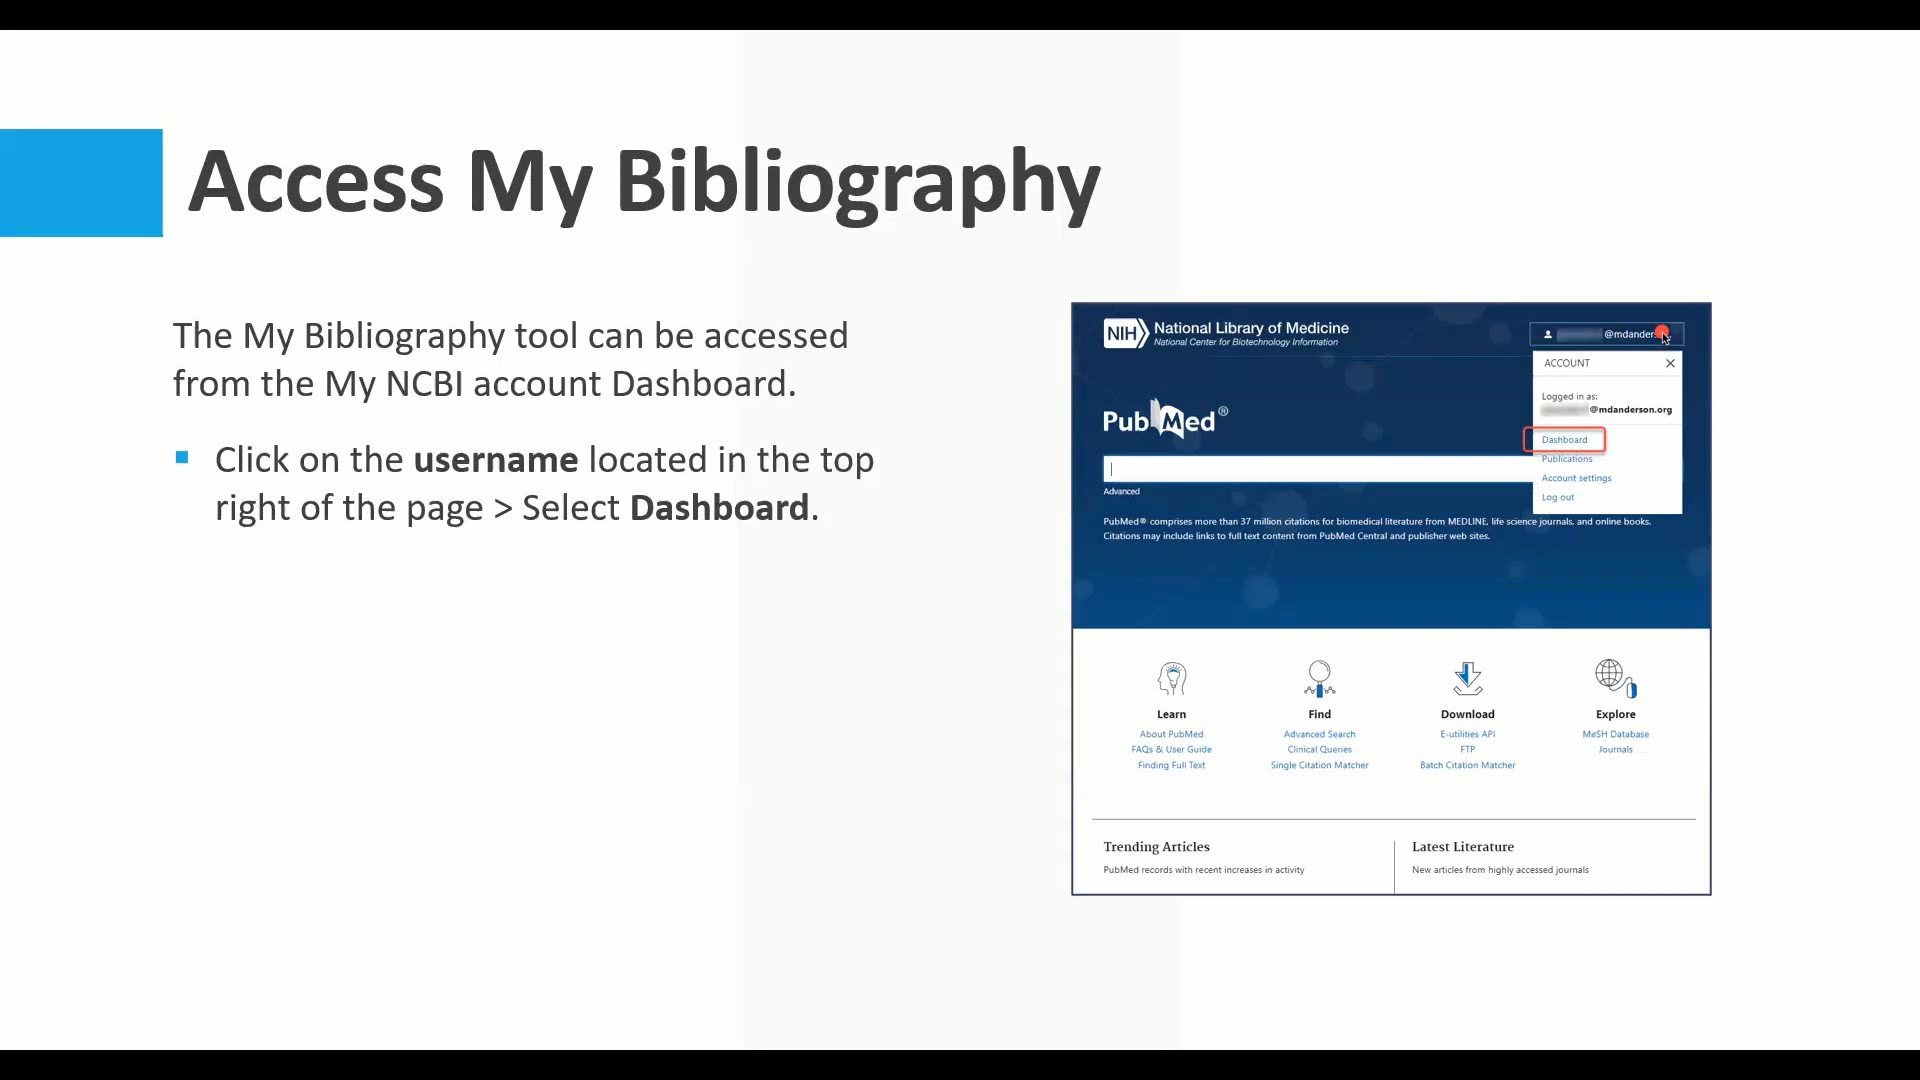 Access My Bibliography
The My Bibliography tool can be accessed
from the My NCBI account Dashboard.
Click on the username located in the top
right of the page > Select Dashboard.
NIH National Library of Medicine
National Center for Biotechnology Information
@mdanders
ACCOUNT
Logged in as:
@mdanderson.org
Dashboard
Publications
Account settings
Log out
PubMed®
Advanced
PubMed® comprises more than 37 million citations for biomedical literature from MEDLINE, life science journals, and online books.
Citations may include links to full text content from PubMed Central and publisher web sites.
Learn
About PubMed
FAQs & User Guide
Finding Full Text
Find
Advanced Search
Clinical Queries
Single Citation Matcher
Download
E-utilities API
FTP
Batch Citation Matcher
Explore
MeSH Database
Journals
Trending Articles
PubMed records with recent increases in activity
Latest Literature
New articles from highly accessed journals